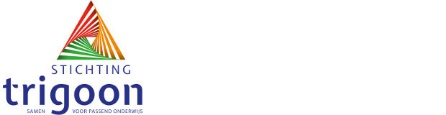 STICHTING
trigoon
SAMEN VOOR PASSEND ONDERWIJS